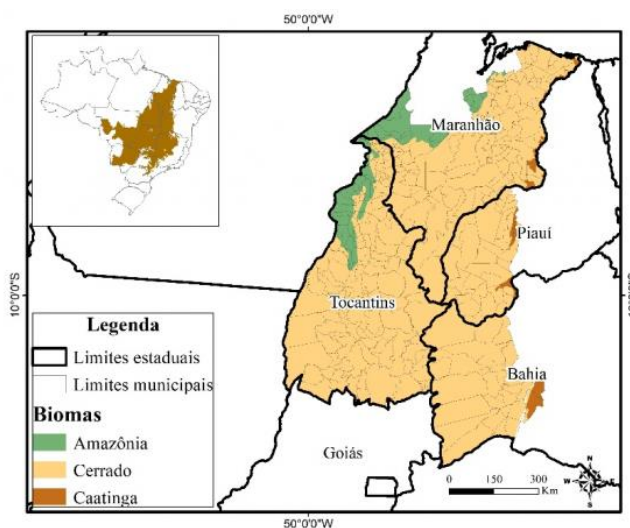 50°0'0"W
Maranhão
Piauí
10°0'0"S
Tocantins
Bahia
Goiás
Legenda
Limites estaduais
Limites municipais
Biomas
Amazônia
Cerrado
Caatinga
0 150 300
Km
N
S
50°0'0"W